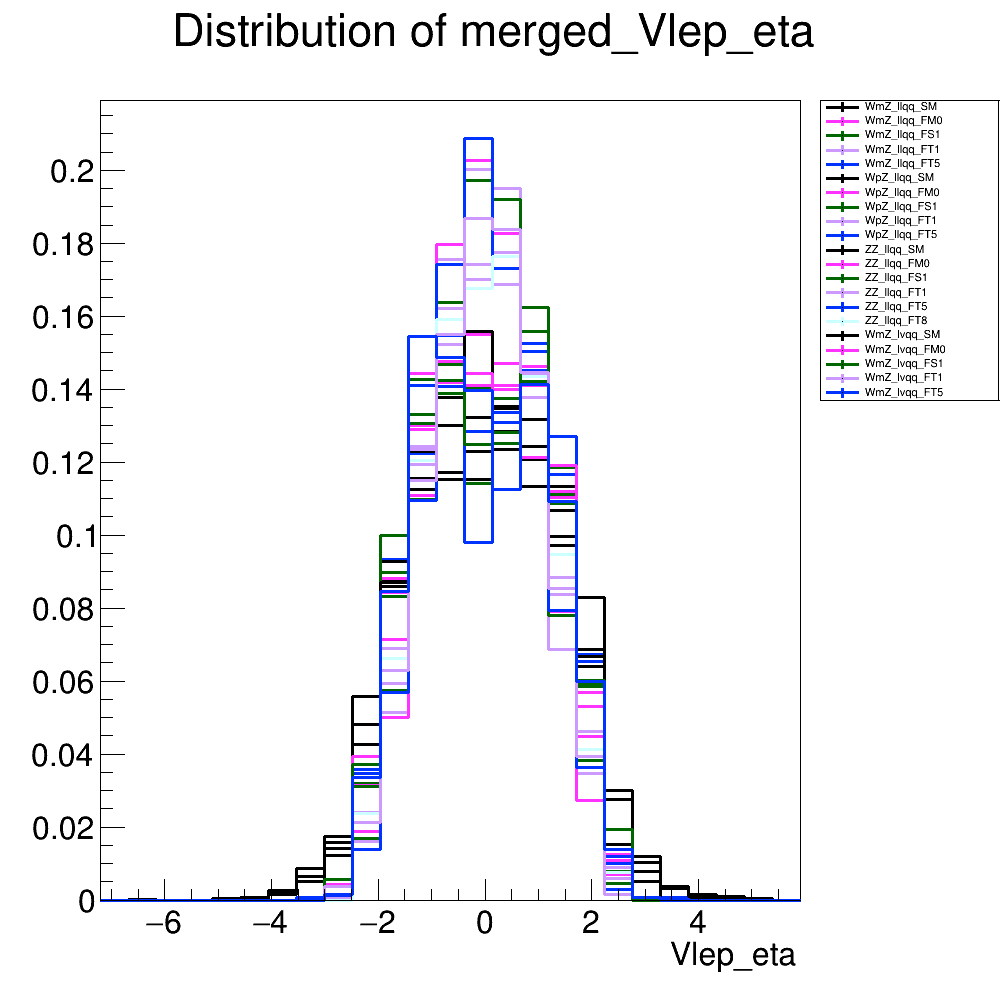 Distribution of merged_Vlep_eta
WmZ_llqq_SM
WmZ_llqq_FM0
WmZ_llqq_FS1
WmZ_llqq_FT1
WmZ_llqq_FT5
WpZ_llqq_SM
WpZ_llqq_FM0
WpZ_llqq_FS1
WpZ_llqq_FT1
WpZ_llqq_FT5
ZZ_llqq_SM
ZZ_llqq_FM0
ZZ_llqq_FS1
ZZ_llqq_FT1
ZZ_llqq_FT5
ZZ_llqq_FT8
WmZ_lvqq_SM
WmZ_lvqq_FM0
WmZ_lvqq_FS1
WmZ_lvqq_FT1
WmZ_lvqq_FT5
0.2
0.18
0.16
0.14
0.12
0.1
0.08
0.06
0.04
0.02
0
−6 −4 −2 0 2 4
Vlep_eta